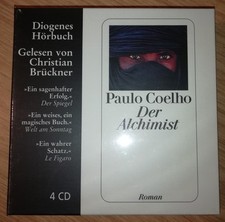 Diogenes
Hörbuch
Gelesen von
Christian
Brückner
»Ein sagenhafter
Erfolg.«
Der Spiegel
»Ein weises, ein
magisches Buch.«
Welt am Sonntag
»Ein wahrer
Schatz.«
Le Figaro
4 CD
Paulo Coelho
Der
Alchimist
Roman